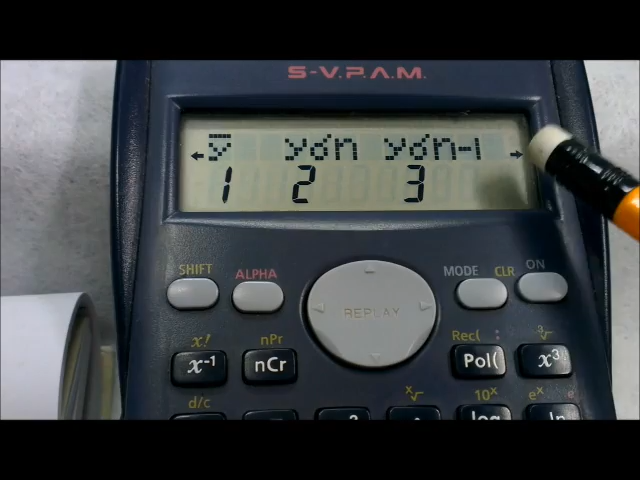 S-V.P.A.M.
← ȳ yσn yσn-1 →
1 2 3
SHIFT ALPHA MODE CLR ON
REPLAY
x! nPr Rec( : ³√
x⁻¹ nCr Pol( x³
d/c ˣ√ 10ˣ eˣ e
log ln